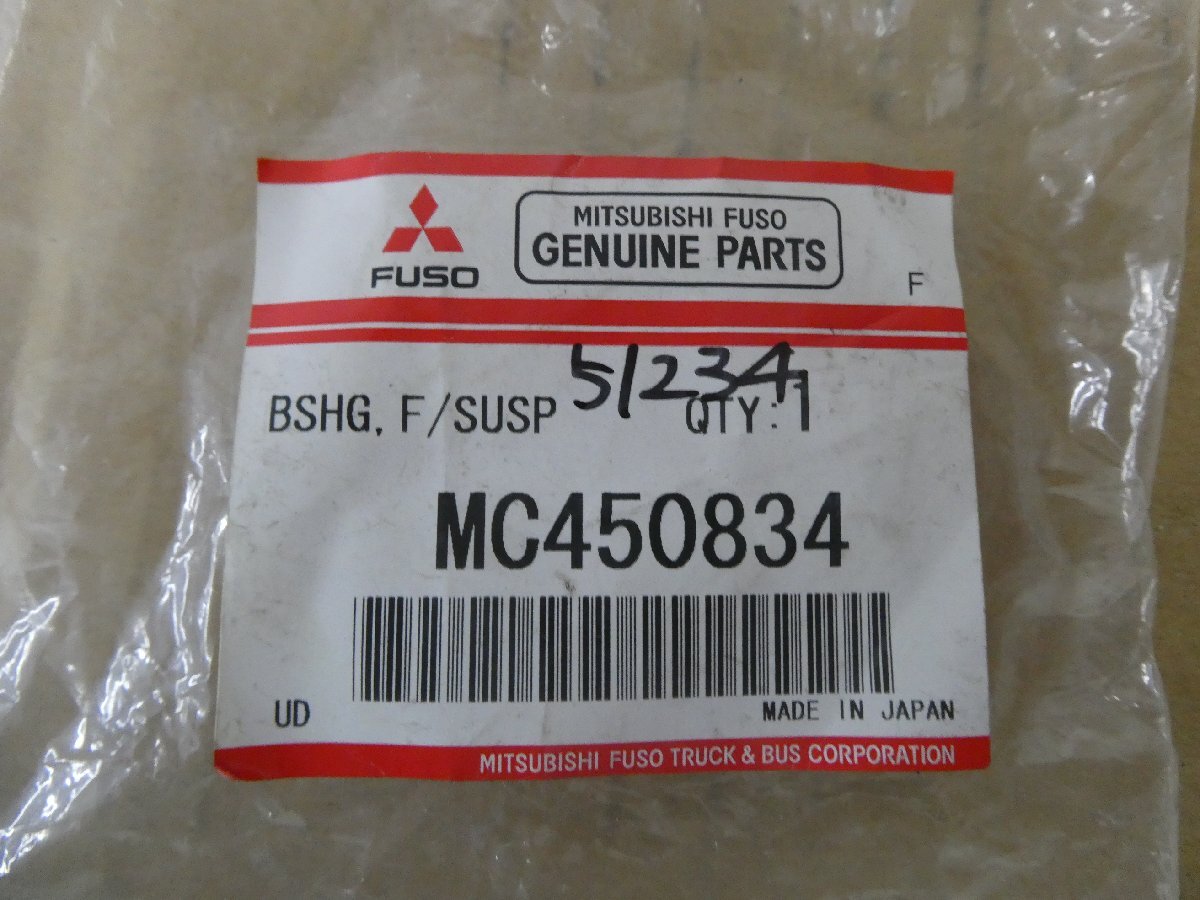 FUSO
MITSUBISHI FUSO
GENUINE PARTS
F
51234
BSHG, F/SUSP QTY:1
MC450834
UD
MADE IN JAPAN
MITSUBISHI FUSO TRUCK & BUS CORPORATION